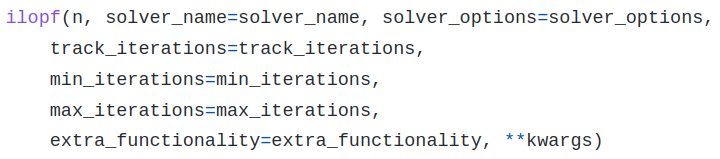 ilopf(n, solver_name=solver_name, solver_options=solver_options,
    track_iterations=track_iterations,
    min_iterations=min_iterations,
    max_iterations=max_iterations,
    extra_functionality=extra_functionality, **kwargs)